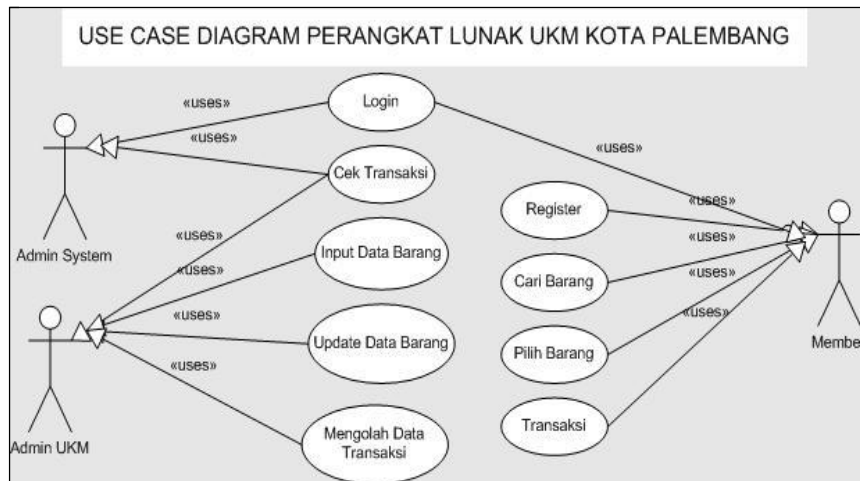 USE CASE DIAGRAM PERANGKAT LUNAK UKM KOTA PALEMBANG
«uses»
Login
«uses»
«uses»
Cek Transaksi
Admin System
«uses»
Register
«uses»
«uses»
Input Data Barang
«uses»
Cari Barang
«uses»
«uses»
Update Data Barang
«uses»
Pilih Barang
Member
«uses»
Mengolah Data
Transaksi
Transaksi
Admin UKM